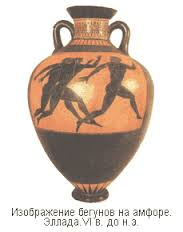 Изображение бегунов на амфоре.
Эллада.VI в. до н.э.